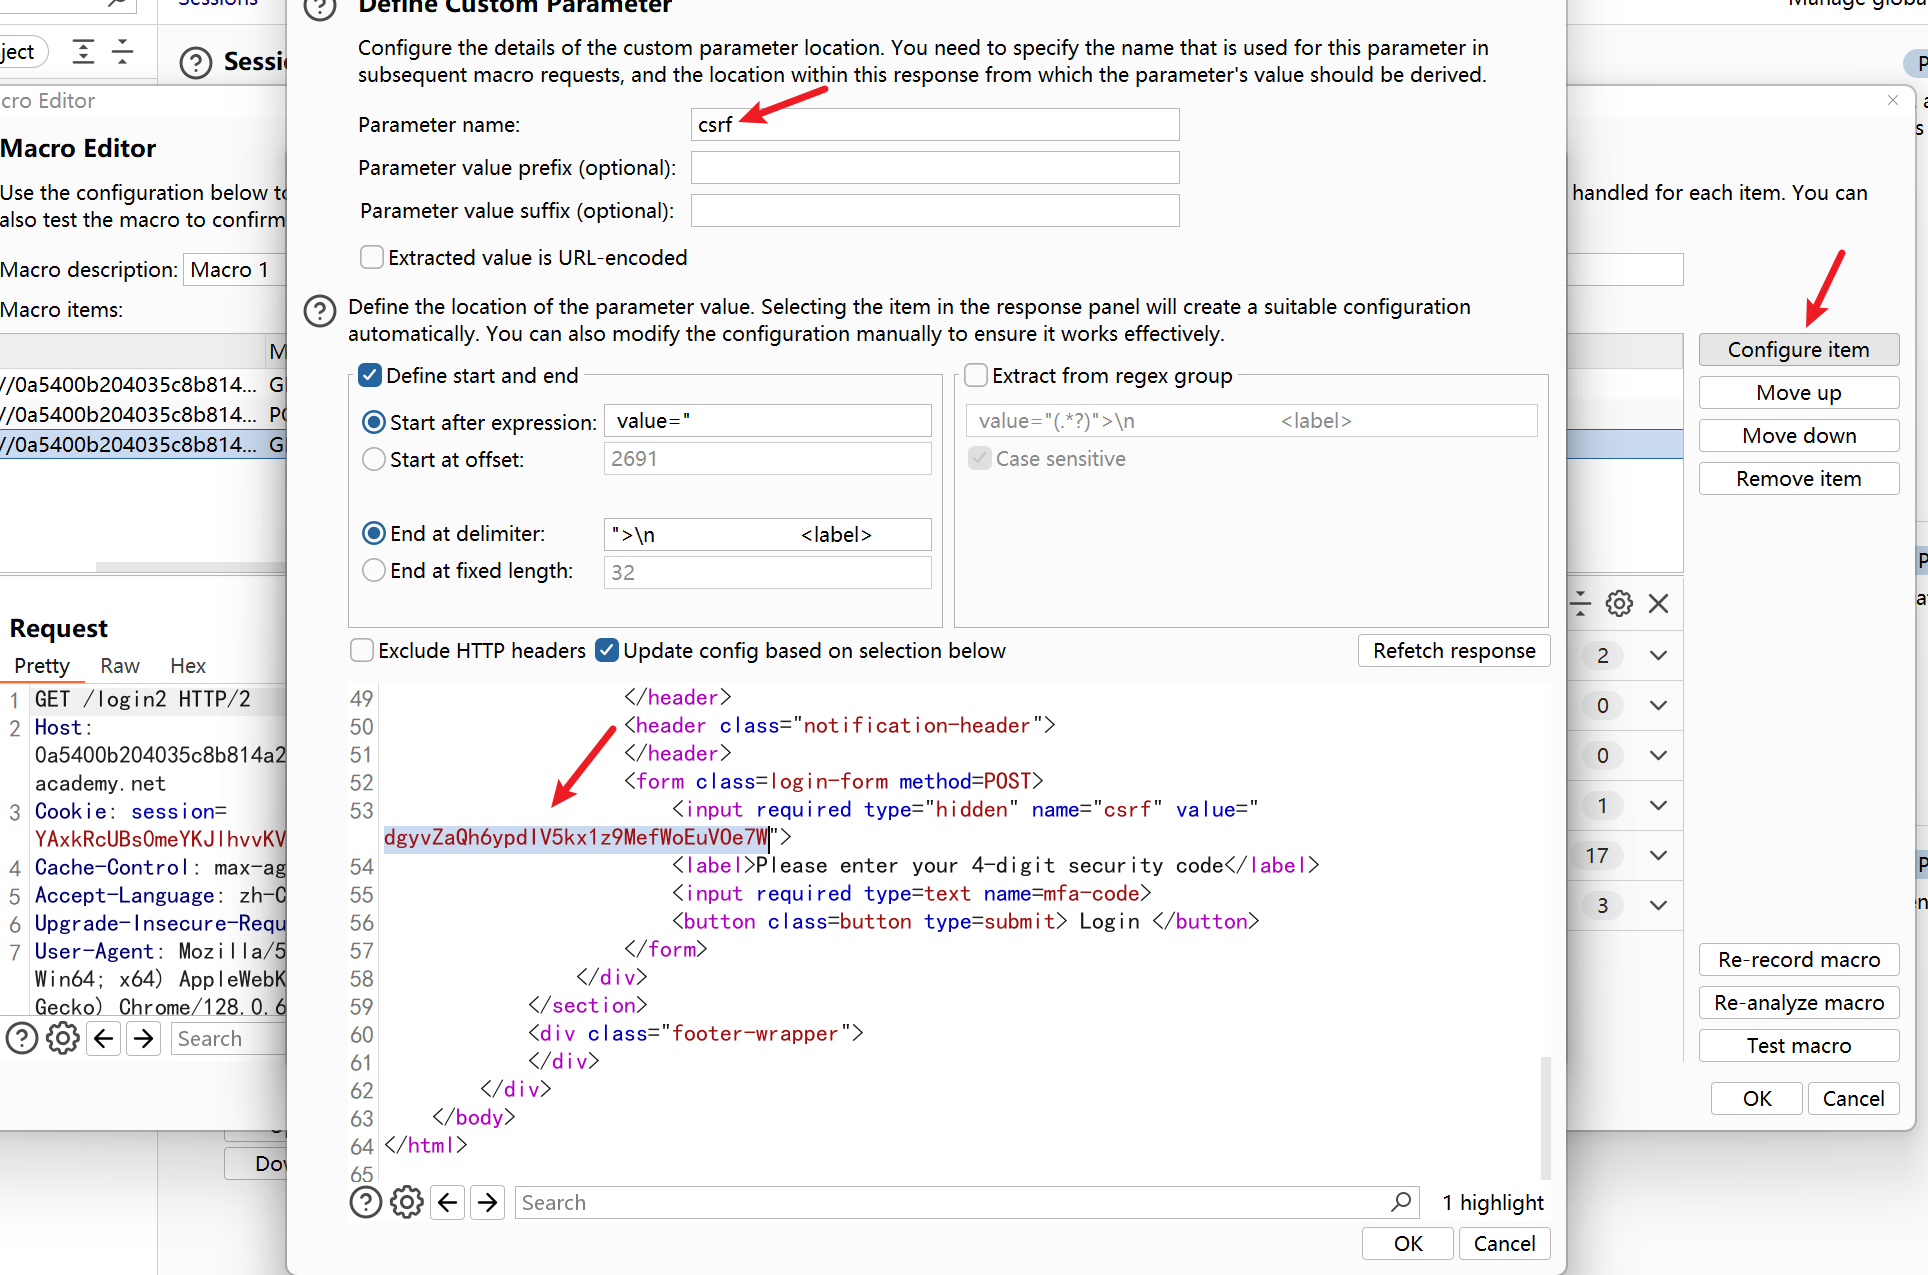 Sessions
Manage global
ject
Sessi
Macro Editor
Macro Editor
Use the configuration below to
also test the macro to confirm
Macro description: Macro 1
Macro items:
//0a5400b204035c8b814... G
//0a5400b204035c8b814... P
//0a5400b204035c8b814... G
Request
Pretty Raw Hex
1 GET /login2 HTTP/2
2 Host:
0a5400b204035c8b814a2
academy.net
3 Cookie: session=
YAxkRcUBsOmeYKJlhvvKV
4 Cache-Control: max-ag
5 Accept-Language: zh-C
6 Upgrade-Insecure-Requ
7 User-Agent: Mozilla/5
Win64; x64) AppleWebK
Gecko) Chrome/128.0.6
Search
Define Custom Parameter
Configure the details of the custom parameter location. You need to specify the name that is used for this parameter in
subsequent macro requests, and the location within this response from which the parameter's value should be derived.
Parameter name: csrf
Parameter value prefix (optional):
Parameter value suffix (optional):
Extracted value is URL-encoded
Define the location of the parameter value. Selecting the item in the response panel will create a suitable configuration
automatically. You can also modify the configuration manually to ensure it works effectively.
Define start and end
Start after expression: value="
Start at offset: 2691
End at delimiter: ">\n <label>
End at fixed length: 32
Extract from regex group
value="(.*?)">\n <label>
Case sensitive
Exclude HTTP headers Update config based on selection below Refetch response
49 </header>
50 <header class="notification-header">
51 </header>
52 <form class=login-form method=POST>
53 <input required type="hidden" name="csrf" value="
dgyvZaQh6ypdIV5kx1z9MefWoEuVOe7W">
54 <label>Please enter your 4-digit security code</label>
55 <input required type=text name=mfa-code>
56 <button class=button type=submit> Login </button>
57 </form>
58 </div>
59 </section>
60 <div class="footer-wrapper">
61 </div>
62 </div>
63 </body>
64 </html>
65
Search 1 highlight
OK Cancel
handled for each item. You can
Configure item
Move up
Move down
Remove item
2
0
0
1
17
3
Re-record macro
Re-analyze macro
Test macro
OK Cancel